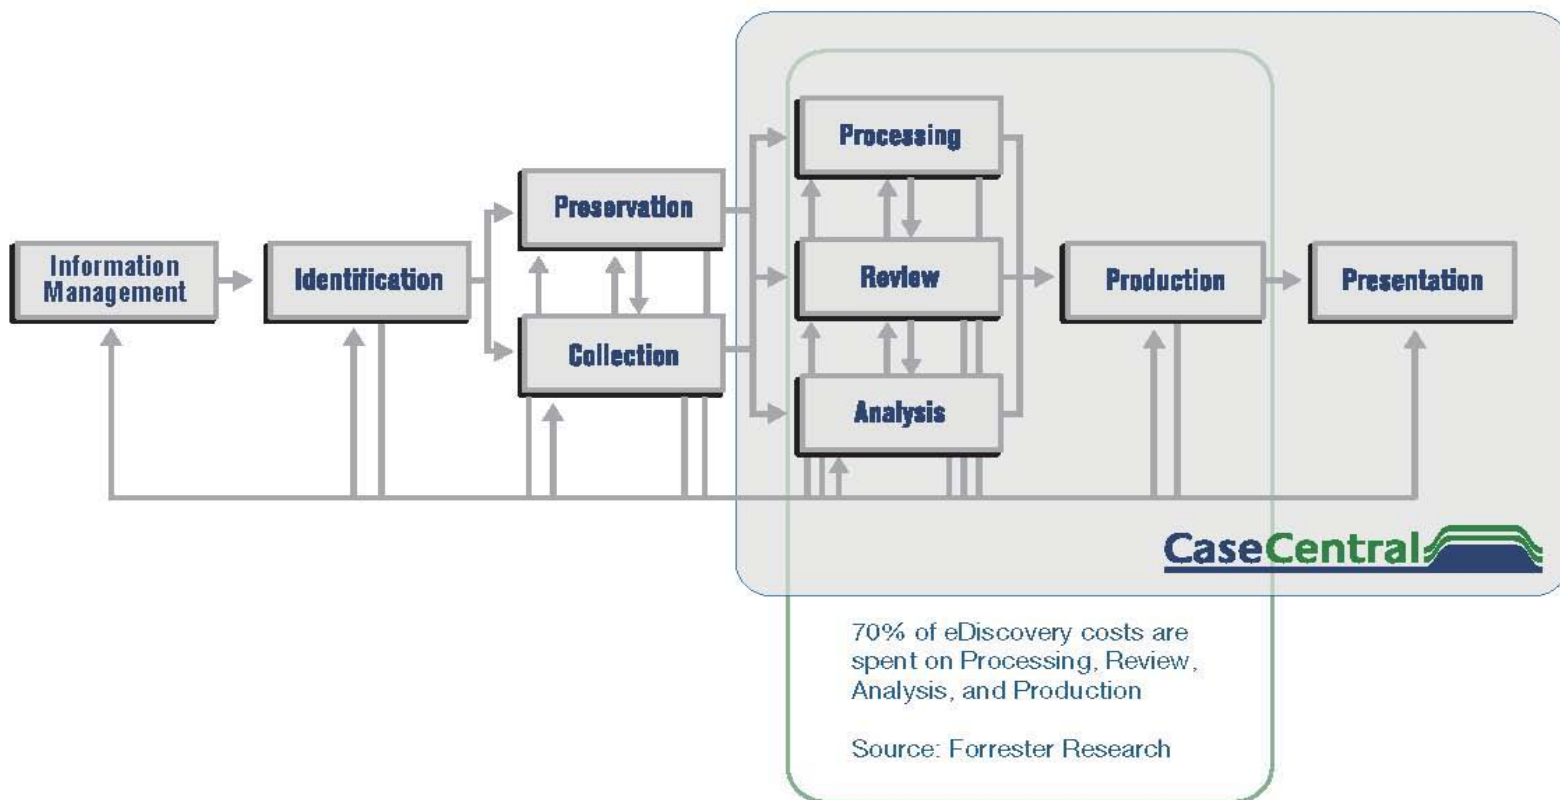 Information
Management
Identification
Preservation
Collection
Processing
Review
Analysis
Production
Presentation
CaseCentral
70% of eDiscovery costs are
spent on Processing, Review,
Analysis, and Production
Source: Forrester Research